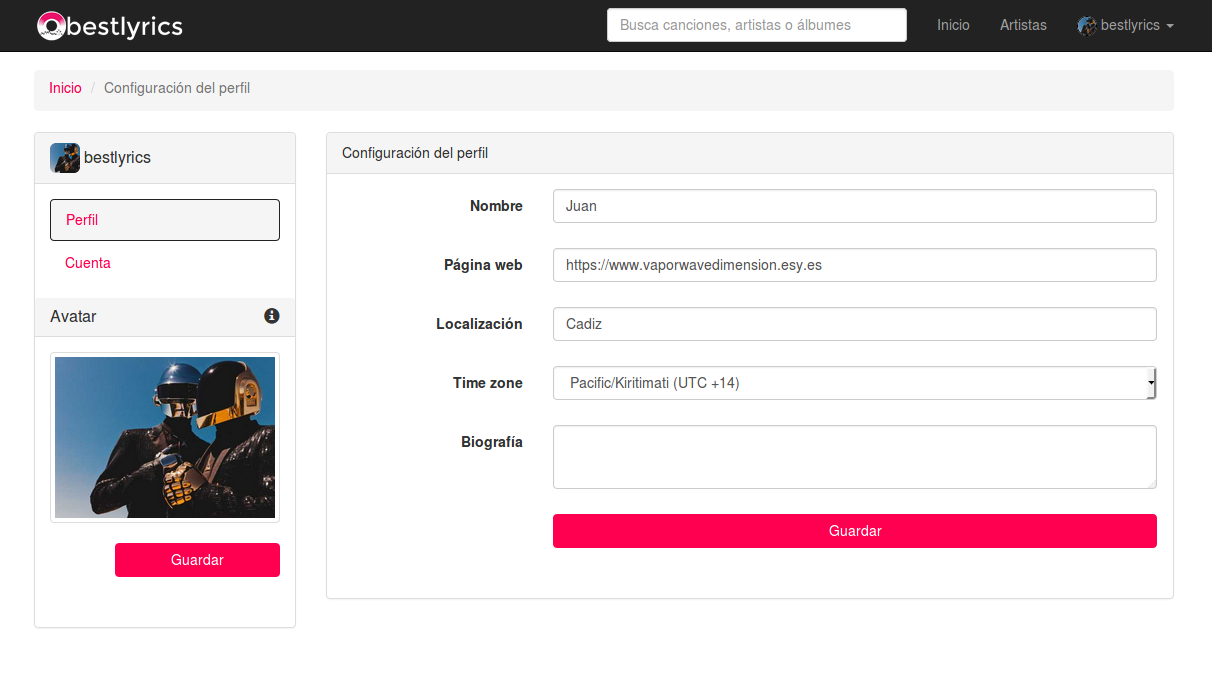 bestlyrics
Busca canciones, artistas o álbumes
Inicio
Artistas
bestlyrics
Inicio / Configuración del perfil
bestlyrics
Perfil
Cuenta
Avatar
Guardar
Configuración del perfil
Nombre Juan
Página web https://www.vaporwavedimension.esy.es
Localización Cadiz
Time zone Pacific/Kiritimati (UTC +14)
Biografía
Guardar